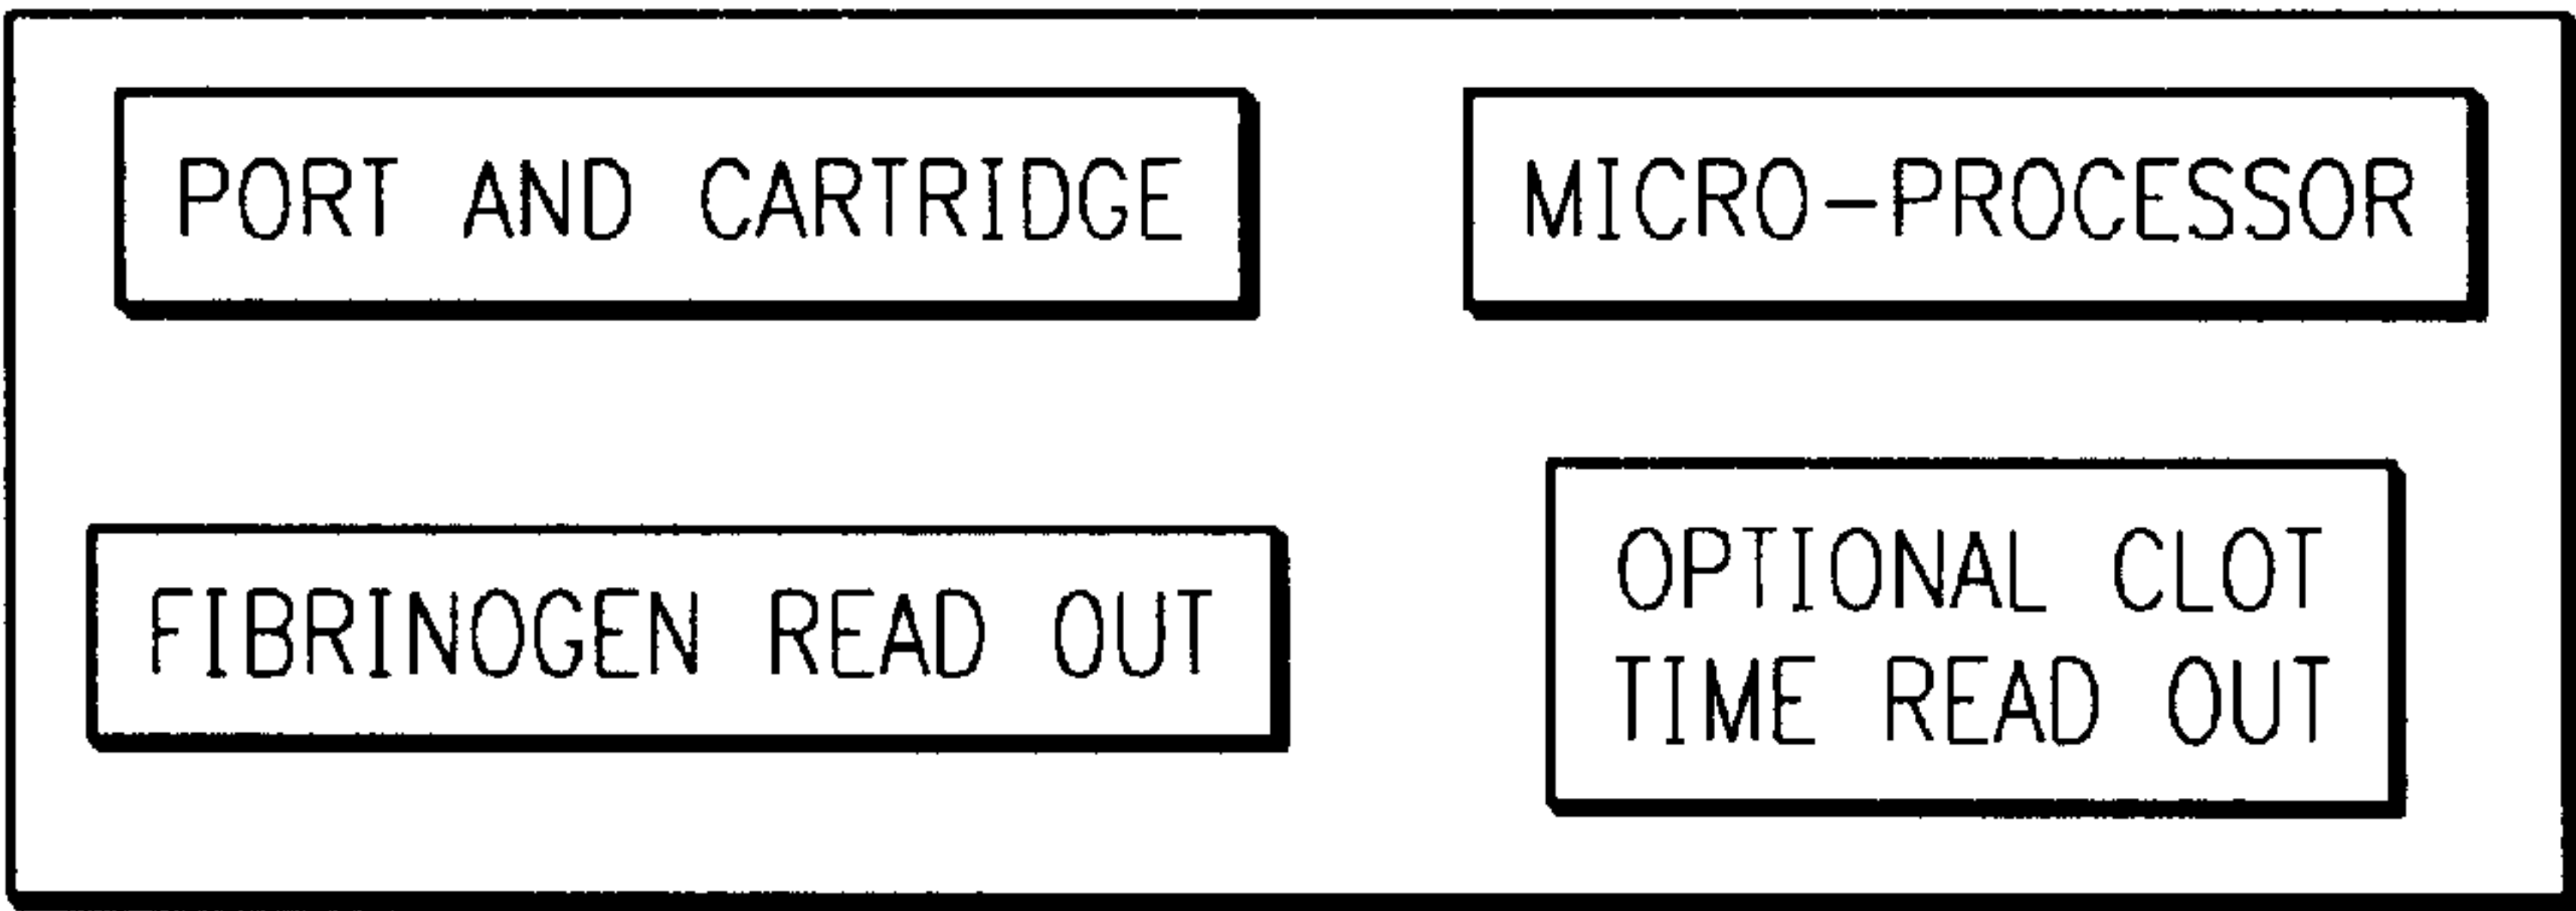 PORT AND CARTRIDGE
MICRO-PROCESSOR
FIBRINOGEN READ OUT
OPTIONAL CLOT
TIME READ OUT